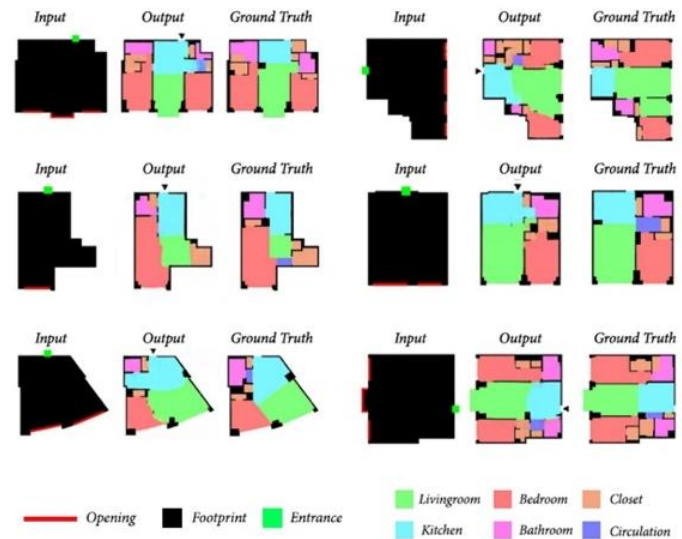 Input Output Ground Truth Input Output Ground Truth
Input Output Ground Truth Input Output Ground Truth
Input Output Ground Truth Input Output Ground Truth
Livingroom Bedroom Closet
Opening Footprint Entrance
Kitchen Bathroom Circulation